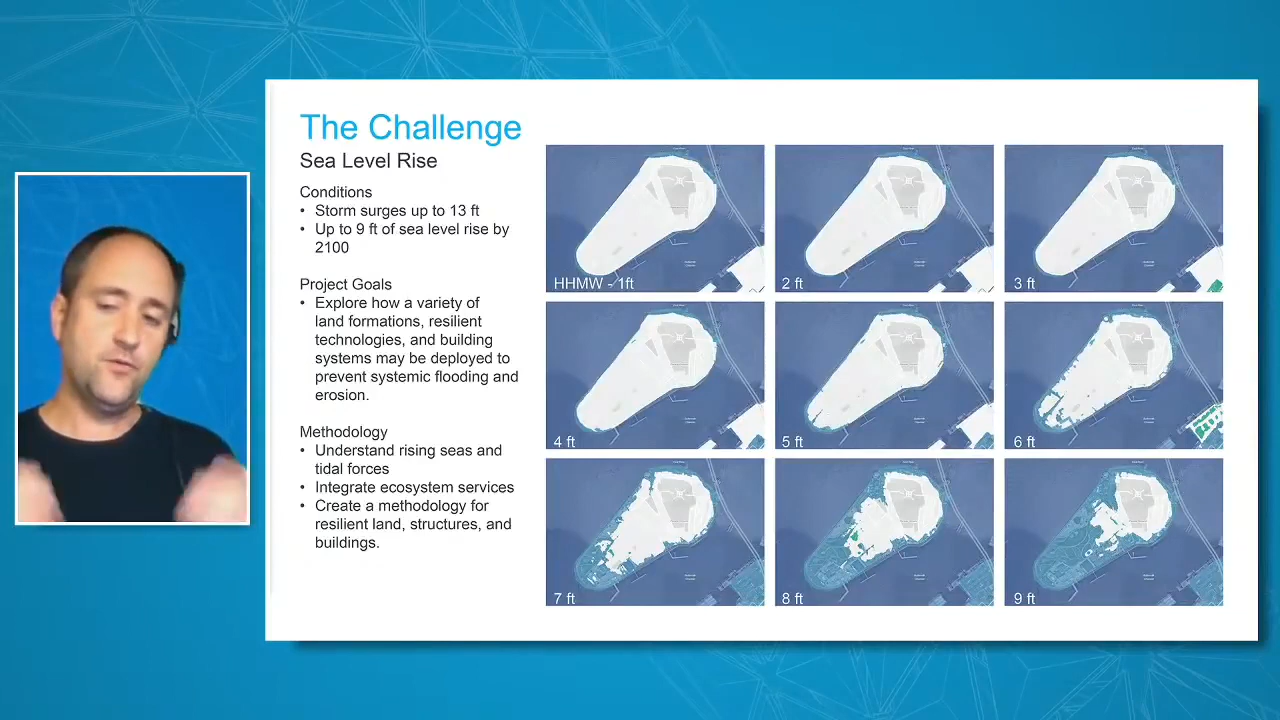 The Challenge
Sea Level Rise
Conditions
• Storm surges up to 13 ft
• Up to 9 ft of sea level rise by
2100
Project Goals
• Explore how a variety of
land formations, resilient
technologies, and building
systems may be deployed to
prevent systemic flooding and
erosion.
Methodology
• Understand rising seas and
tidal forces
• Integrate ecosystem services
• Create a methodology for
resilient land, structures, and
buildings.
HHMW - 1ft
2 ft
3 ft
4 ft
5 ft
6 ft
7 ft
8 ft
9 ft